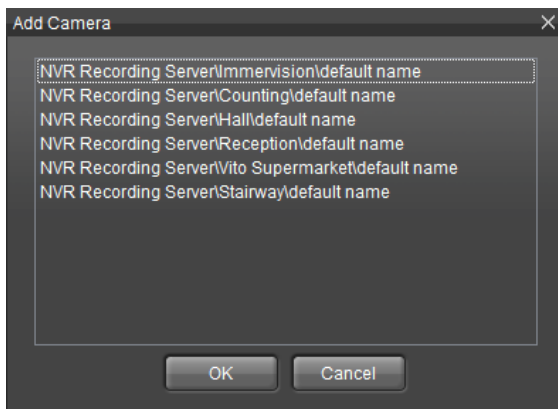 Add Camera
NVR Recording Server\Immervision\default name
NVR Recording Server\Counting\default name
NVR Recording Server\Hall\default name
NVR Recording Server\Reception\default name
NVR Recording Server\Vito Supermarket\default name
NVR Recording Server\Stairway\default name
OK Cancel